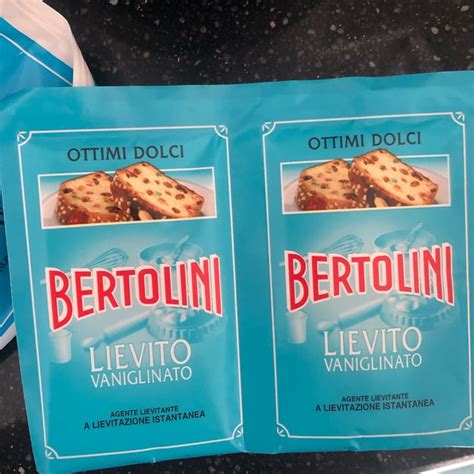 OTTIMI DOLCI
BERTOLINI
LIEVITO
VANIGLINATO
AGENTE LIEVITANTE
A LIEVITAZIONE ISTANTANEA
OTTIMI DOLCI
BERTOLINI
LIEVITO
VANIGLINATO
AGENTE LIEVITANTE
A LIEVITAZIONE ISTANTANEA